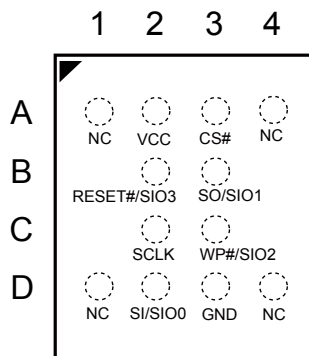 1 2 3 4
A
NC VCC CS# NC
B
RESET#/SIO3 SO/SIO1
C
SCLK WP#/SIO2
D
NC SI/SIO0 GND NC